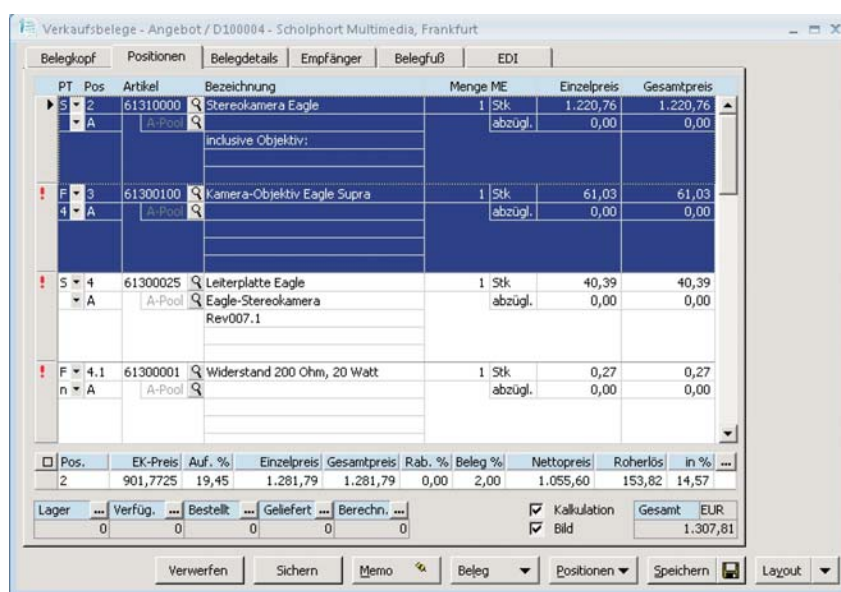 Verkaufsbelege - Angebot / D100004 - Scholphort Multimedia, Frankfurt
Belegkopf Positionen Belegdetails Empfänger Belegfuß EDI
PT Pos Artikel Bezeichnung Menge ME Einzelpreis Gesamtpreis
S 2 61310000 Stereokamera Eagle 1 Stk 1.220,76 1.220,76
A A-Pool abzügl. 0,00 0,00
inclusive Objektiv:
! F 3 61300100 Kamera-Objektiv Eagle Supra 1 Stk 61,03 61,03
4 A A-Pool abzügl. 0,00 0,00
! S 4 61300025 Leiterplatte Eagle 1 Stk 40,39 40,39
A A-Pool Eagle-Stereokamera abzügl. 0,00 0,00
Rev007.1
! F 4.1 61300001 Widerstand 200 Ohm, 20 Watt 1 Stk 0,27 0,27
n A A-Pool abzügl. 0,00 0,00
Pos. EK-Preis Auf. % Einzelpreis Gesamtpreis Rab. % Beleg % Nettopreis Roherlös in % ...
2 901,7725 19,45 1.281,79 1.281,79 0,00 2,00 1.055,60 153,82 14,57
Lager ... Verfüg. ... Bestellt ... Geliefert ... Berechn. ... Kalkulation Gesamt EUR
0 0 0 0 0 Bild 1.307,81
Verwerfen Sichern Memo Beleg Positionen Speichern Layout